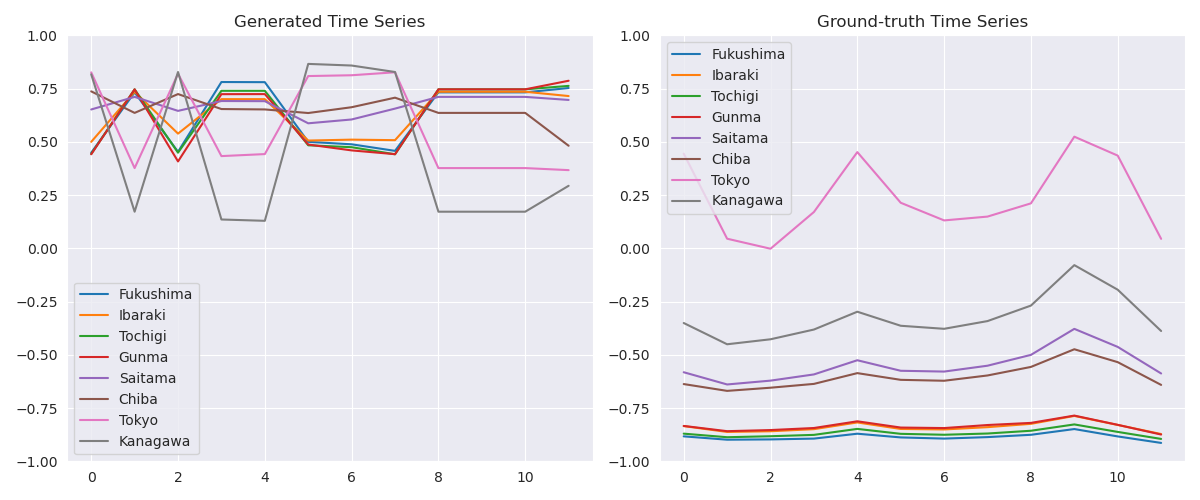 Generated Time Series
1.00
0.75
0.50
0.25
0.00
−0.25
−0.50
−0.75
−1.00
0 2 4 6 8 10
Fukushima
Ibaraki
Tochigi
Gunma
Saitama
Chiba
Tokyo
Kanagawa
Ground-truth Time Series
1.00
0.75
0.50
0.25
0.00
−0.25
−0.50
−0.75
−1.00
0 2 4 6 8 10
Fukushima
Ibaraki
Tochigi
Gunma
Saitama
Chiba
Tokyo
Kanagawa